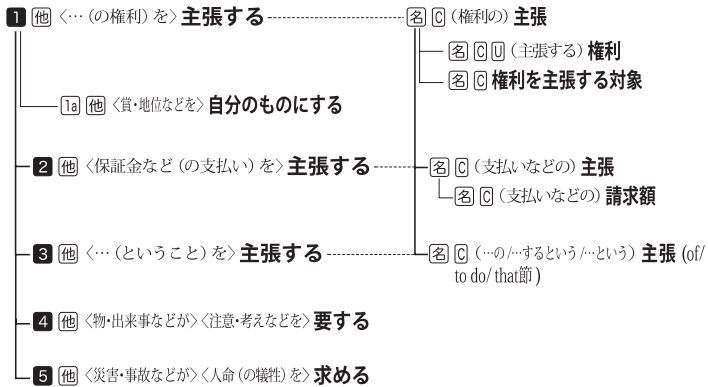 1 他 〈…（の権利）を〉主張する 名 C（権利の）主張
名 C U（主張する）権利
名 C 権利を主張する対象
1a 他 〈賞・地位などを〉自分のものにする
2 他 〈保証金など（の支払い）を〉主張する 名 C（支払いなどの）主張
名 C（支払いなどの）請求額
3 他 〈…（ということ）を〉主張する 名 C（…の/…するという/…という）主張 (of/
to do/ that節)
4 他 〈物・出来事などが〉〈注意・考えなどを〉要する
5 他 〈災害・事故などが〉〈人命（の犠牲）を〉求める